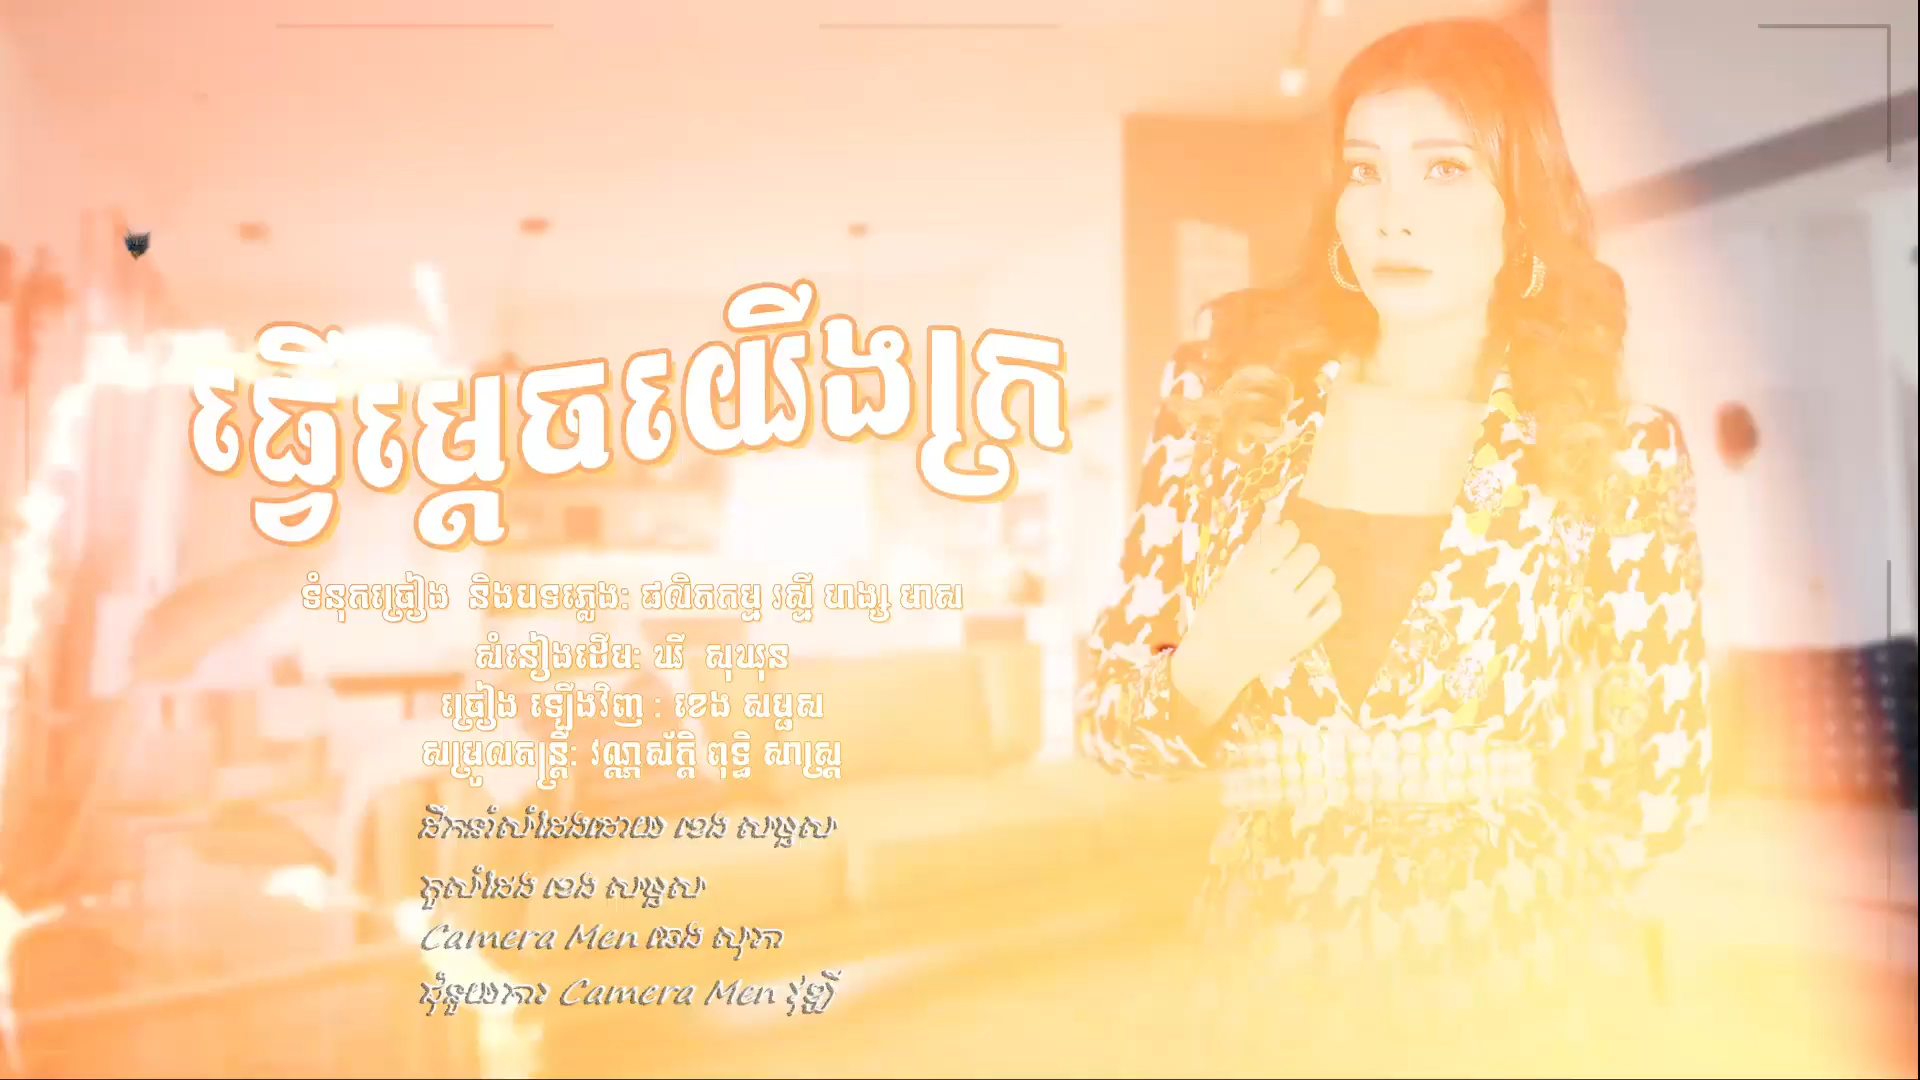 ធ្វើម្ដេចយើងក្រ
ទំនុកច្រៀង និងបទភ្លេង: ផលិតកម្ម រស្មី ហង្ស មាស
សំនៀងដើម: ឃី សុឃុន
ច្រៀង ឡើងវិញ : ខេង សម្ផស
សម្រួលតន្ត្រី: វណ្ណស័ក្តិ ពុទ្ធិ សាស្ត្រ
ដឹកនាំសំដែងដោយ ខេង សម្ផស
តួសំដែង ខេង សម្ផស
Camera Men ឆេង សុភា
ជុំនួយការ Camera Men